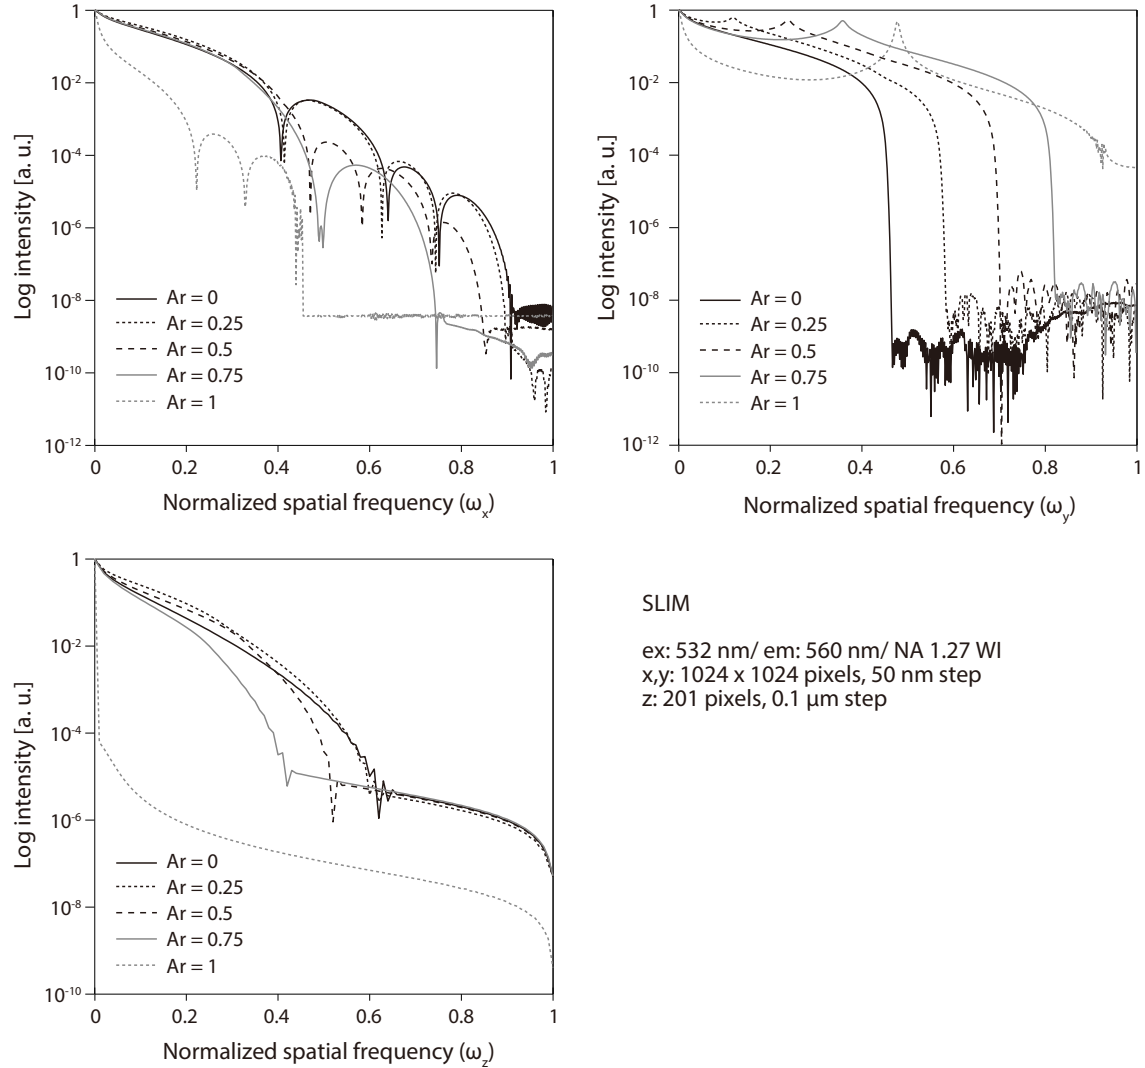 1
10-2
10-4
10-6
10-8
10-10
10-12
Log intensity [a. u.]
Ar = 0
Ar = 0.25
Ar = 0.5
Ar = 0.75
Ar = 1
0 0.2 0.4 0.6 0.8 1
Normalized spatial frequency (ωx)
1
10-2
10-4
10-6
10-8
10-10
10-12
Log intensity [a. u.]
Ar = 0
Ar = 0.25
Ar = 0.5
Ar = 0.75
Ar = 1
0 0.2 0.4 0.6 0.8 1
Normalized spatial frequency (ωy)
1
10-2
10-4
10-6
10-8
10-10
Log intensity [a. u.]
Ar = 0
Ar = 0.25
Ar = 0.5
Ar = 0.75
Ar = 1
0 0.2 0.4 0.6 0.8 1
Normalized spatial frequency (ωz)
SLIM
ex: 532 nm/ em: 560 nm/ NA 1.27 WI
x,y: 1024 x 1024 pixels, 50 nm step
z: 201 pixels, 0.1 μm step